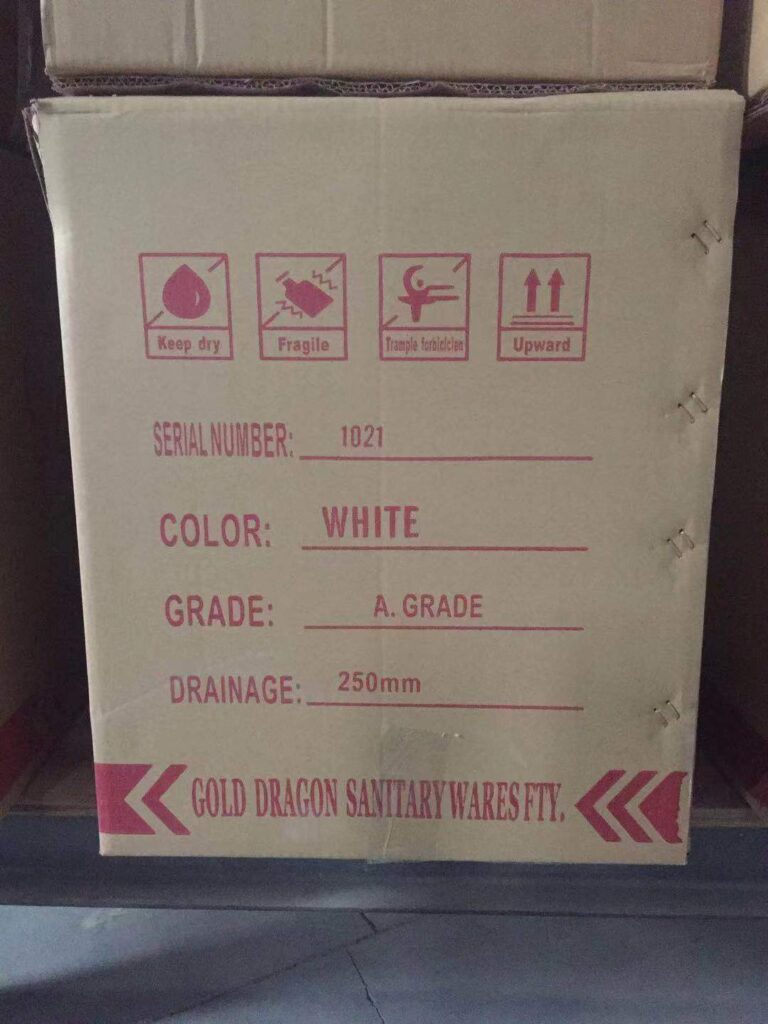 Keep dry
Fragile
Trample forbiclclen
Upward
SERIAL NUMBER: 1021
COLOR: WHITE
GRADE: A. GRADE
DRAINAGE: 250mm
GOLD DRAGON SANITARY WARES FTY.